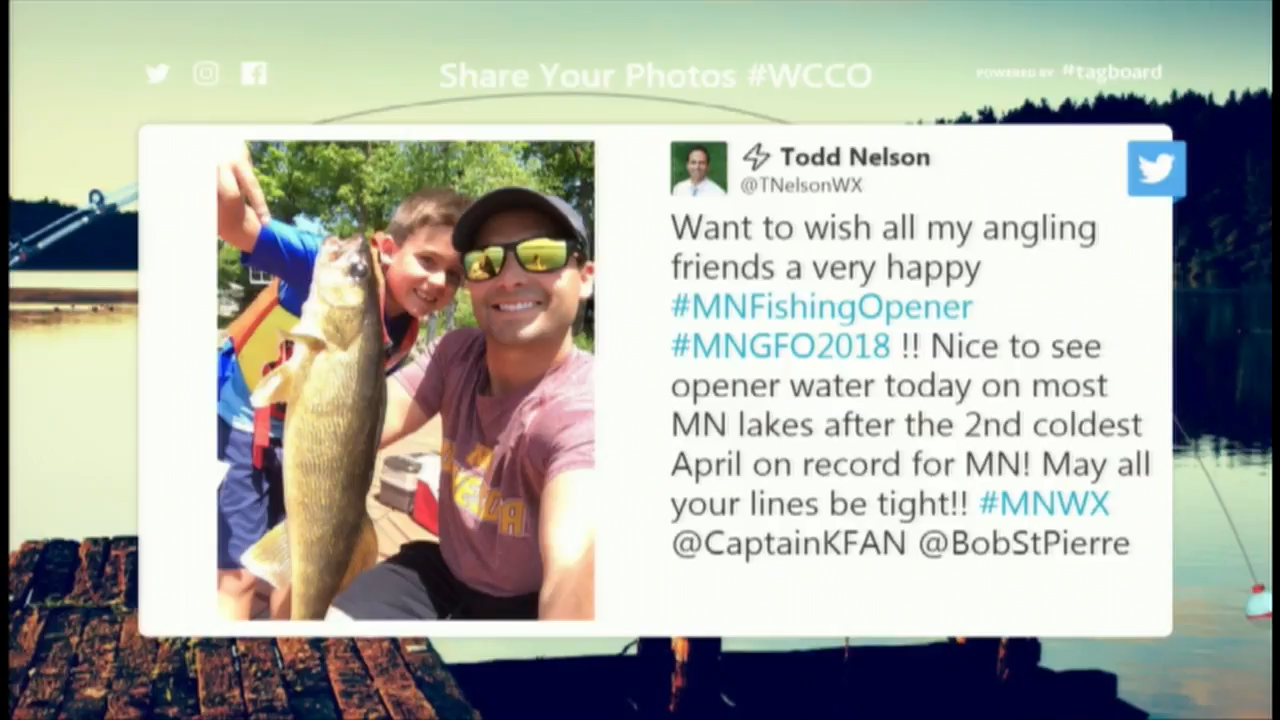 Share Your Photos #WCCO
POWERED BY #tagboard
Todd Nelson
@TNelsonWX
Want to wish all my angling
friends a very happy
#MNFishingOpener
#MNGFO2018 !! Nice to see
opener water today on most
MN lakes after the 2nd coldest
April on record for MN! May all
your lines be tight!! #MNWX
@CaptainKFAN @BobStPierre